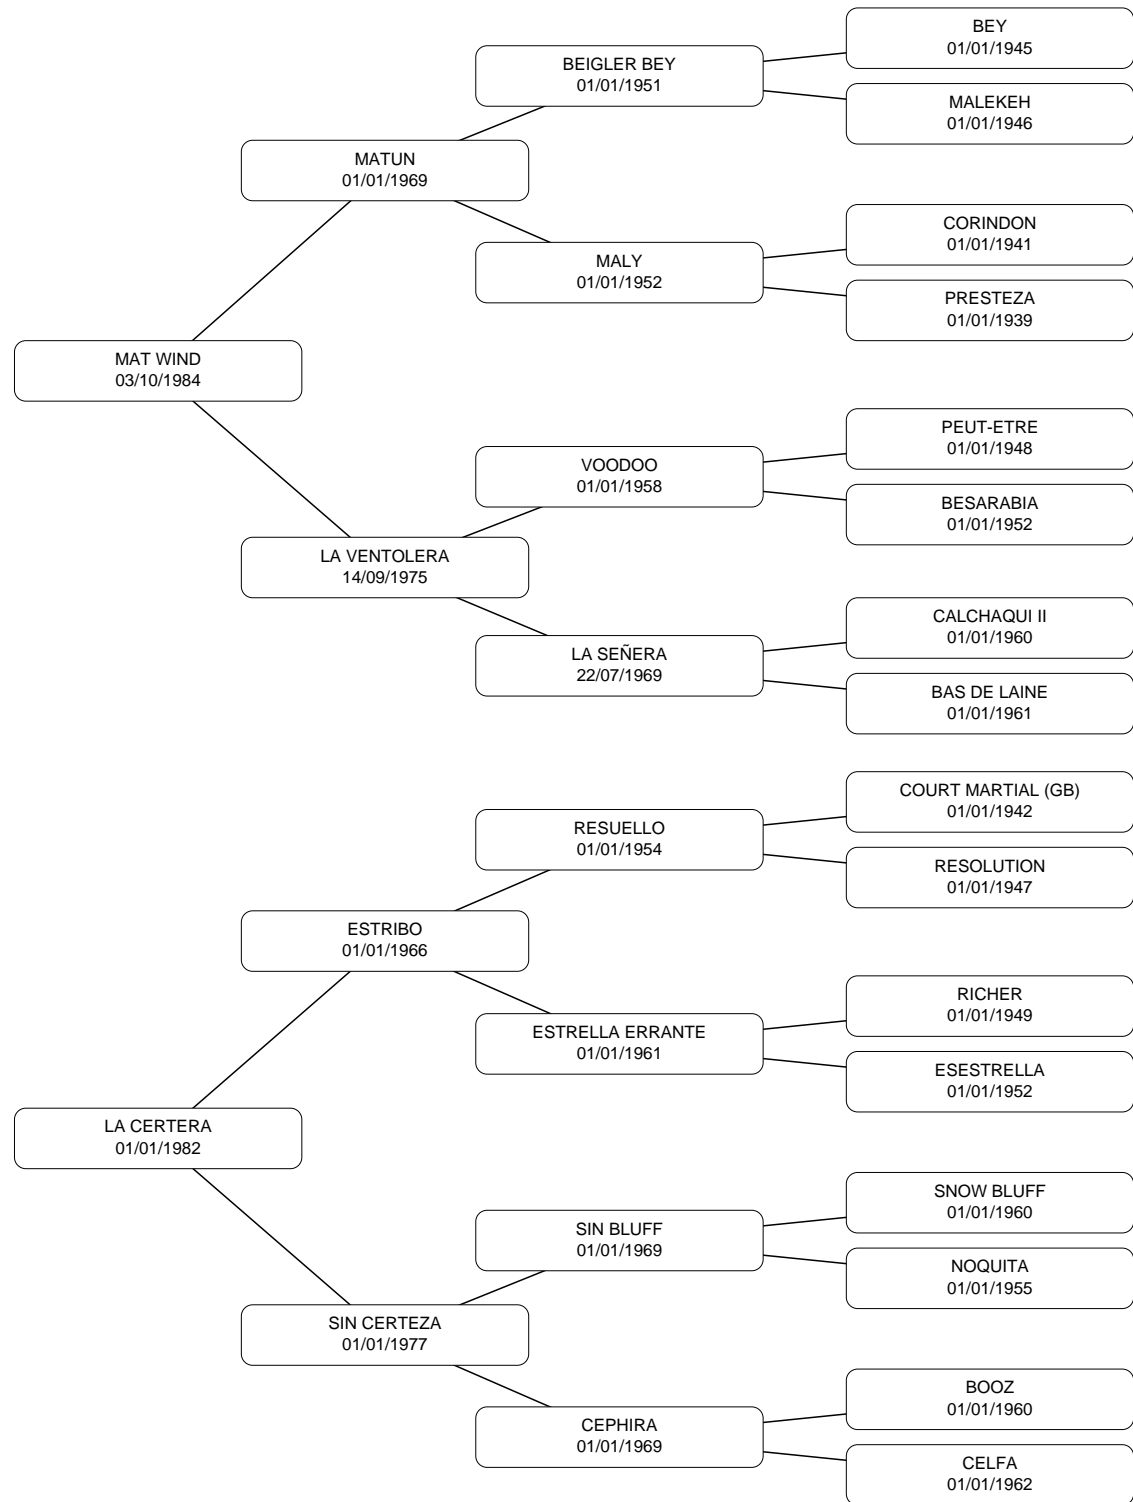 BEY
01/01/1945
BEIGLER BEY
01/01/1951
MALEKEH
01/01/1946
MATUN
01/01/1969
CORINDON
01/01/1941
MALY
01/01/1952
PRESTEZA
01/01/1939
MAT WIND
03/10/1984
PEUT-ETRE
01/01/1948
VOODOO
01/01/1958
BESARABIA
01/01/1952
LA VENTOLERA
14/09/1975
CALCHAQUI II
01/01/1960
LA SEÑERA
22/07/1969
BAS DE LAINE
01/01/1961
COURT MARTIAL (GB)
01/01/1942
RESUELLO
01/01/1954
RESOLUTION
01/01/1947
ESTRIBO
01/01/1966
RICHER
01/01/1949
ESTRELLA ERRANTE
01/01/1961
ESESTRELLA
01/01/1952
LA CERTERA
01/01/1982
SNOW BLUFF
01/01/1960
SIN BLUFF
01/01/1969
NOQUITA
01/01/1955
SIN CERTEZA
01/01/1977
BOOZ
01/01/1960
CEPHIRA
01/01/1969
CELFA
01/01/1962